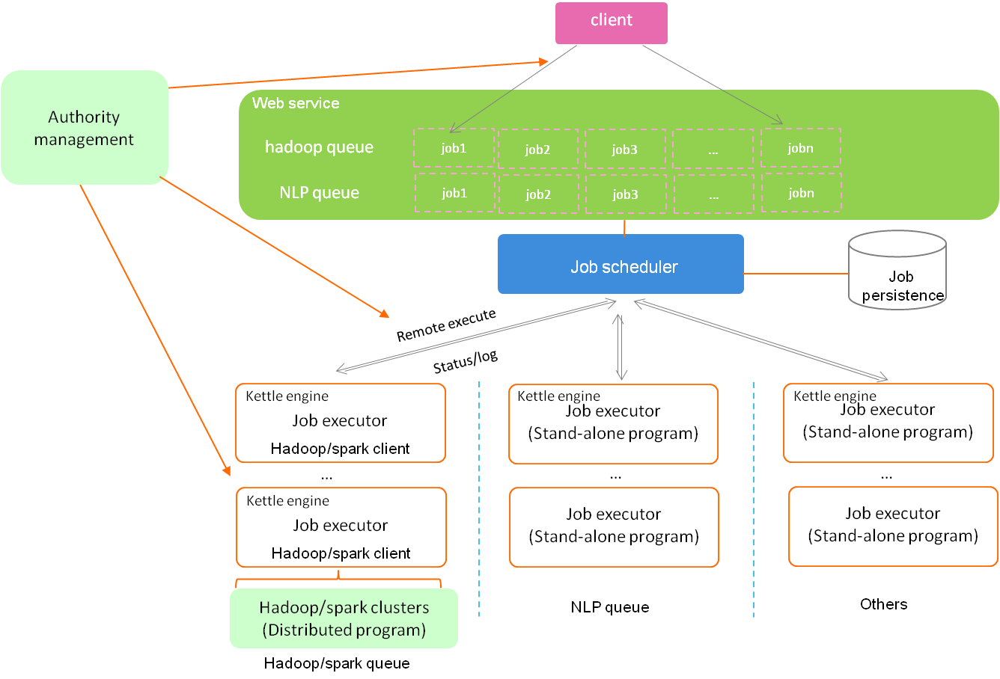 client
Authority
management
Web service
hadoop queue
job1
job2
job3
...
jobn
NLP queue
job1
job2
job3
...
jobn
Job scheduler
Job
persistence
Remote execute
Status/log
Kettle engine
Job executor
Hadoop/spark client
...
Kettle engine
Job executor
Hadoop/spark client
Hadoop/spark clusters
(Distributed program)
Hadoop/spark queue
Kettle engine
Job executor
(Stand-alone program)
...
Job executor
(Stand-alone program)
NLP queue
Kettle engine
Job executor
(Stand-alone program)
...
Job executor
(Stand-alone program)
Others